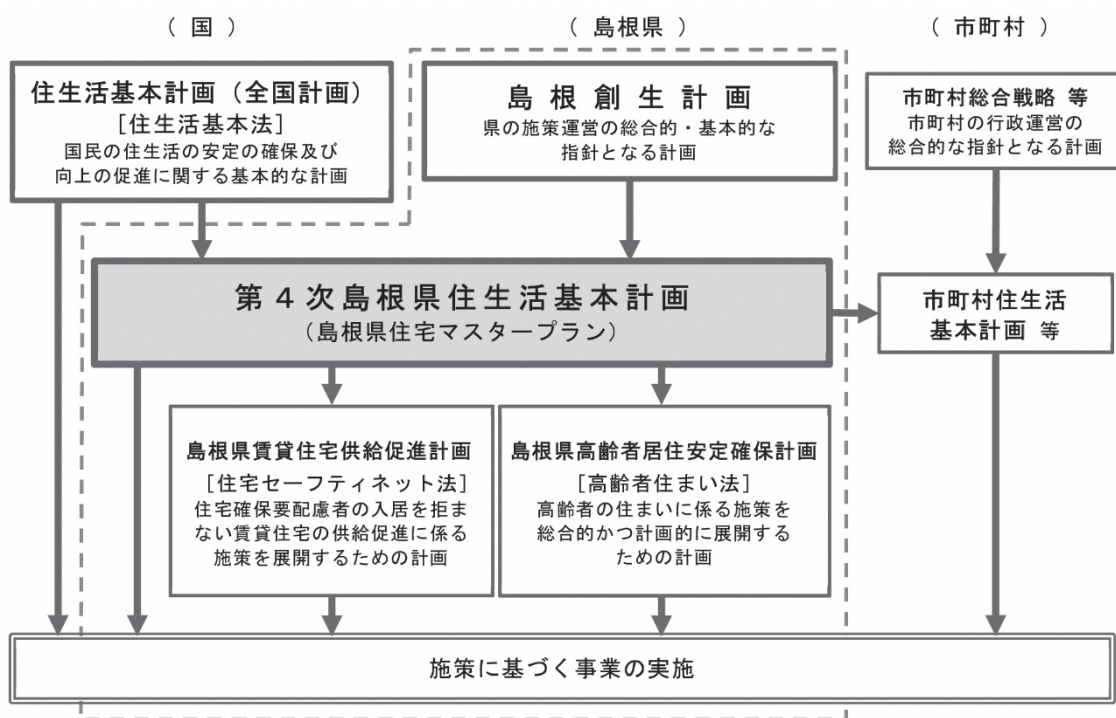 （ 国 ）
（ 島根県 ）
（ 市町村 ）
住生活基本計画（全国計画）
［住生活基本法］
国民の住生活の安定の確保及び
向上の促進に関する基本的な計画
島根創生計画
県の施策運営の総合的・基本的な
指針となる計画
市町村総合戦略 等
市町村の行政運営の
総合的な指針となる計画
第４次島根県住生活基本計画
（島根県住宅マスタープラン）
市町村住生活
基本計画 等
島根県賃貸住宅供給促進計画
［住宅セーフティネット法］
住宅確保要配慮者の入居を拒ま
ない賃貸住宅の供給促進に係る
施策を展開するための計画
島根県高齢者居住安定確保計画
［高齢者住まい法］
高齢者の住まいに係る施策を
総合的かつ計画的に展開する
ための計画
施策に基づく事業の実施